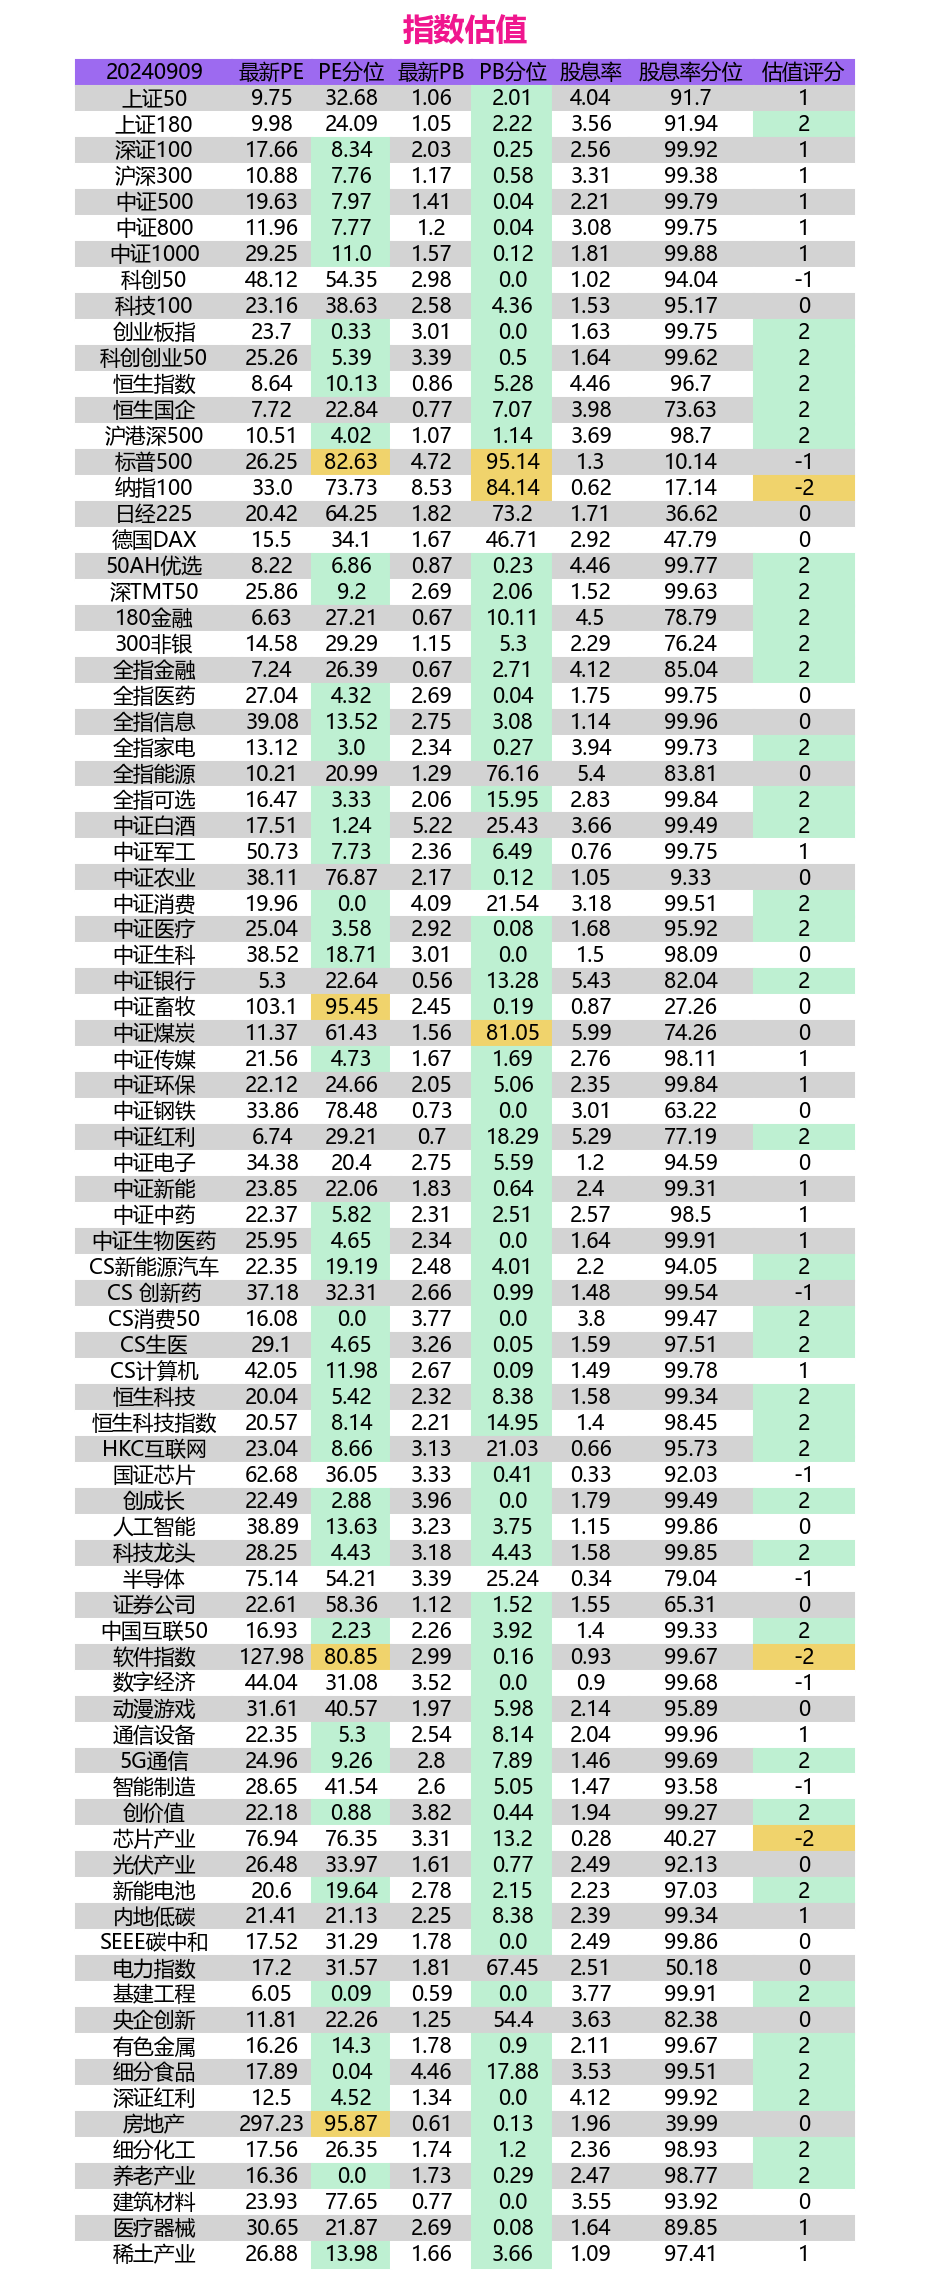 指数估值
20240909 最新PE PE分位 最新PB PB分位 股息率 股息率分位 估值评分
上证50 9.75 32.68 1.06 2.01 4.04 91.7 1
上证180 9.98 24.09 1.05 2.22 3.56 91.94 2
深证100 17.66 8.34 2.03 0.25 2.56 99.92 1
沪深300 10.88 7.76 1.17 0.58 3.31 99.38 1
中证500 19.63 7.97 1.41 0.04 2.21 99.79 1
中证800 11.96 7.77 1.2 0.04 3.08 99.75 1
中证1000 29.25 11.0 1.57 0.12 1.81 99.88 1
科创50 48.12 54.35 2.98 0.0 1.02 94.04 -1
科技100 23.16 38.63 2.58 4.36 1.53 95.17 0
创业板指 23.7 0.33 3.01 0.0 1.63 99.75 2
科创创业50 25.26 5.39 3.39 0.5 1.64 99.62 2
恒生指数 8.64 10.13 0.86 5.28 4.46 96.7 2
恒生国企 7.72 22.84 0.77 7.07 3.98 73.63 2
沪港深500 10.51 4.02 1.07 1.14 3.69 98.7 2
标普500 26.25 82.63 4.72 95.14 1.3 10.14 -1
纳指100 33.0 73.73 8.53 84.14 0.62 17.14 -2
日经225 20.42 64.25 1.82 73.2 1.71 36.62 0
德国DAX 15.5 34.1 1.67 46.71 2.92 47.79 0
50AH优选 8.22 6.86 0.87 0.23 4.46 99.77 2
深TMT50 25.86 9.2 2.69 2.06 1.52 99.63 2
180金融 6.63 27.21 0.67 10.11 4.5 78.79 2
300非银 14.58 29.29 1.15 5.3 2.29 76.24 2
全指金融 7.24 26.39 0.67 2.71 4.12 85.04 2
全指医药 27.04 4.32 2.69 0.04 1.75 99.75 0
全指信息 39.08 13.52 2.75 3.08 1.14 99.96 0
全指家电 13.12 3.0 2.34 0.27 3.94 99.73 2
全指能源 10.21 20.99 1.29 76.16 5.4 83.81 0
全指可选 16.47 3.33 2.06 15.95 2.83 99.84 2
中证白酒 17.51 1.24 5.22 25.43 3.66 99.49 2
中证军工 50.73 7.73 2.36 6.49 0.76 99.75 1
中证农业 38.11 76.87 2.17 0.12 1.05 9.33 0
中证消费 19.96 0.0 4.09 21.54 3.18 99.51 2
中证医疗 25.04 3.58 2.92 0.08 1.68 95.92 2
中证生科 38.52 18.71 3.01 0.0 1.5 98.09 0
中证银行 5.3 22.64 0.56 13.28 5.43 82.04 2
中证畜牧 103.1 95.45 2.45 0.19 0.87 27.26 0
中证煤炭 11.37 61.43 1.56 81.05 5.99 74.26 0
中证传媒 21.56 4.73 1.67 1.69 2.76 98.11 1
中证环保 22.12 24.66 2.05 5.06 2.35 99.84 1
中证钢铁 33.86 78.48 0.73 0.0 3.01 63.22 0
中证红利 6.74 29.21 0.7 18.29 5.29 77.19 2
中证电子 34.38 20.4 2.75 5.59 1.2 94.59 0
中证新能 23.85 22.06 1.83 0.64 2.4 99.31 1
中证中药 22.37 5.82 2.31 2.51 2.57 98.5 1
中证生物医药 25.95 4.65 2.34 0.0 1.64 99.91 1
CS新能源汽车 22.35 19.19 2.48 4.01 2.2 94.05 2
CS 创新药 37.18 32.31 2.66 0.99 1.48 99.54 -1
CS消费50 16.08 0.0 3.77 0.0 3.8 99.47 2
CS生医 29.1 4.65 3.26 0.05 1.59 97.51 2
CS计算机 42.05 11.98 2.67 0.09 1.49 99.78 1
恒生科技 20.04 5.42 2.32 8.38 1.58 99.34 2
恒生科技指数 20.57 8.14 2.21 14.95 1.4 98.45 2
HKC互联网 23.04 8.66 3.13 21.03 0.66 95.73 2
国证芯片 62.68 36.05 3.33 0.41 0.33 92.03 -1
创成长 22.49 2.88 3.96 0.0 1.79 99.49 2
人工智能 38.89 13.63 3.23 3.75 1.15 99.86 0
科技龙头 28.25 4.43 3.18 4.43 1.58 99.85 2
半导体 75.14 54.21 3.39 25.24 0.34 79.04 -1
证券公司 22.61 58.36 1.12 1.52 1.55 65.31 0
中国互联50 16.93 2.23 2.26 3.92 1.4 99.33 2
软件指数 127.98 80.85 2.99 0.16 0.93 99.67 -2
数字经济 44.04 31.08 3.52 0.0 0.9 99.68 -1
动漫游戏 31.61 40.57 1.97 5.98 2.14 95.89 0
通信设备 22.35 5.3 2.54 8.14 2.04 99.96 1
5G通信 24.96 9.26 2.8 7.89 1.46 99.69 2
智能制造 28.65 41.54 2.6 5.05 1.47 93.58 -1
创价值 22.18 0.88 3.82 0.44 1.94 99.27 2
芯片产业 76.94 76.35 3.31 13.2 0.28 40.27 -2
光伏产业 26.48 33.97 1.61 0.77 2.49 92.13 0
新能电池 20.6 19.64 2.78 2.15 2.23 97.03 2
内地低碳 21.41 21.13 2.25 8.38 2.39 99.34 1
SEEE碳中和 17.52 31.29 1.78 0.0 2.49 99.86 0
电力指数 17.2 31.57 1.81 67.45 2.51 50.18 0
基建工程 6.05 0.09 0.59 0.0 3.77 99.91 2
央企创新 11.81 22.26 1.25 54.4 3.63 82.38 0
有色金属 16.26 14.3 1.78 0.9 2.11 99.67 2
细分食品 17.89 0.04 4.46 17.88 3.53 99.51 2
深证红利 12.5 4.52 1.34 0.0 4.12 99.92 2
房地产 297.23 95.87 0.61 0.13 1.96 39.99 0
细分化工 17.56 26.35 1.74 1.2 2.36 98.93 2
养老产业 16.36 0.0 1.73 0.29 2.47 98.77 2
建筑材料 23.93 77.65 0.77 0.0 3.55 93.92 0
医疗器械 30.65 21.87 2.69 0.08 1.64 89.85 1
稀土产业 26.88 13.98 1.66 3.66 1.09 97.41 1